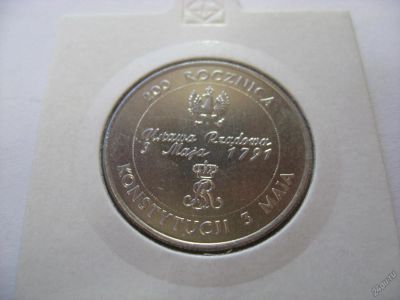 200 ROCZNICA
Ustawa Rządowa
3 Maja 1791
KONSTYTUCJI 3 MAJA